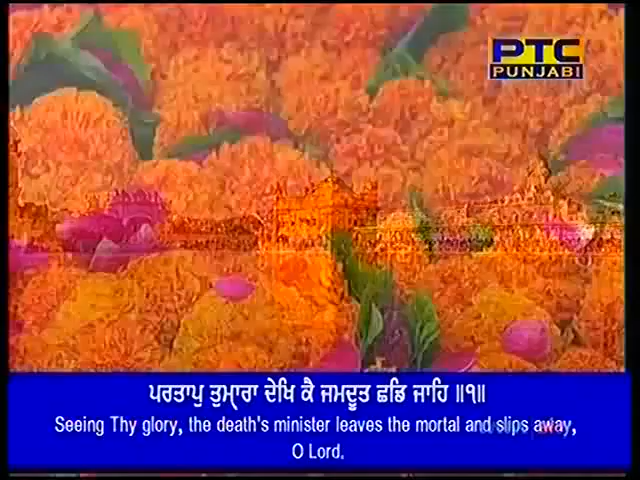 PTC
PUNJABI
ਪਰਤਾਪੁ ਤੁਮ੍ਹਾਰਾ ਦੇਖਿ ਕੈ ਜਮਦੂਤ ਛਡਿ ਜਾਹਿ ॥੧॥
Seeing Thy glory, the death's minister leaves the mortal and slips away,
O Lord.